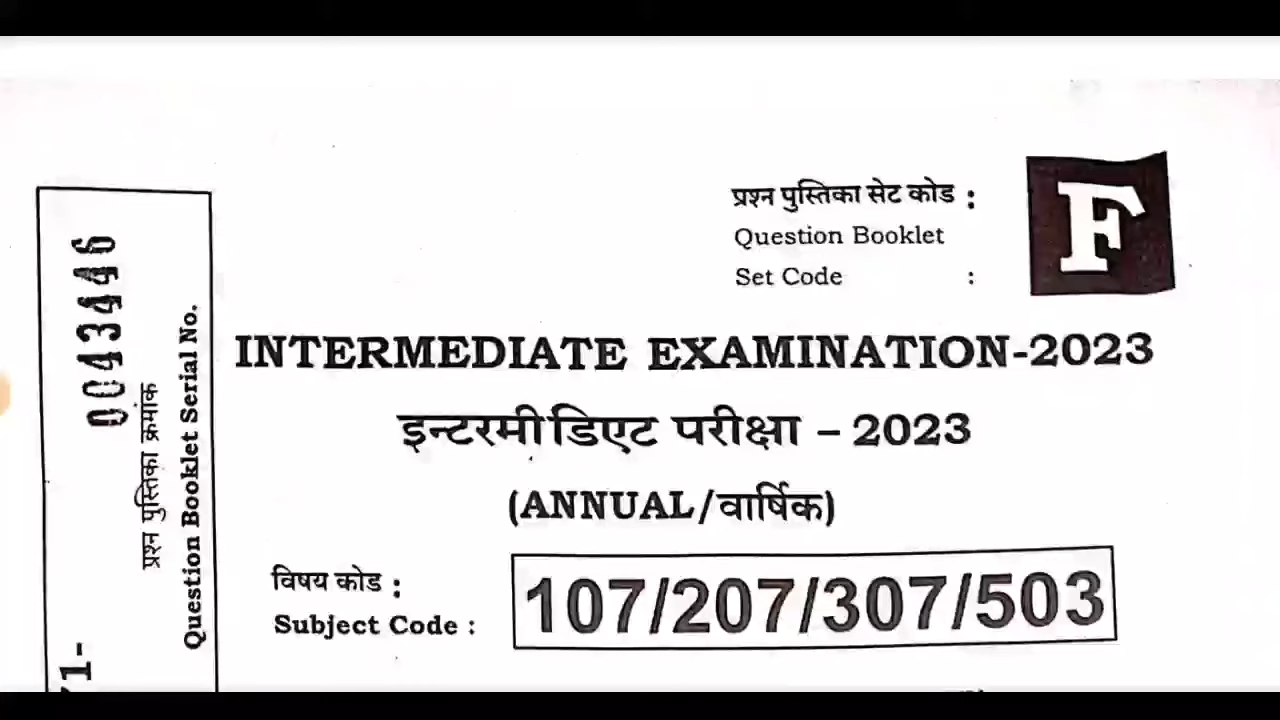 प्रश्न पुस्तिका सेट कोड :
Question Booklet
Set Code :
F
INTERMEDIATE EXAMINATION-2023
इन्टरमीडिएट परीक्षा – 2023
(ANNUAL/वार्षिक)
विषय कोड :
Subject Code :
107/207/307/503
0043446
प्रश्न पुस्तिका क्रमांक
Question Booklet Serial No.